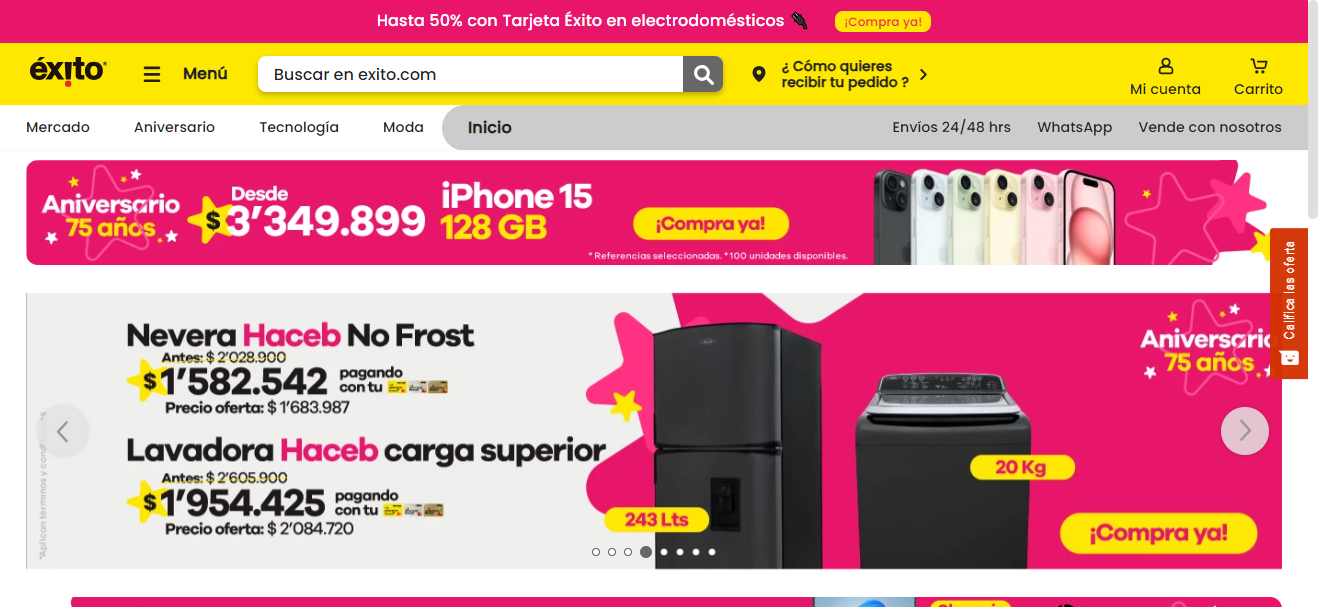 Hasta 50% con Tarjeta Éxito en electrodomésticos ¡Compra ya!
éxito
Menú
Buscar en exito.com
¿ Cómo quieres
recibir tu pedido ?
Mi cuenta
Carrito
Mercado
Aniversario
Tecnología
Moda
Inicio
Envíos 24/48 hrs
WhatsApp
Vende con nosotros
Aniversario
75 años
Desde
$3'349.899
iPhone 15
128 GB
¡Compra ya!
* Referencias seleccionadas. *100 unidades disponibles.
Califica las oferta
Nevera Haceb No Frost
Antes: $ 2'028.900
$1'582.542
pagando
con tu
Precio oferta: $ 1'683.987
Lavadora Haceb carga superior
Antes: $ 2'605.900
$1'954.425
pagando
con tu
Precio oferta: $ 2'084.720
*Aplican términos y
243 Lts
20 Kg
Aniversario
75 años
¡Compra ya!